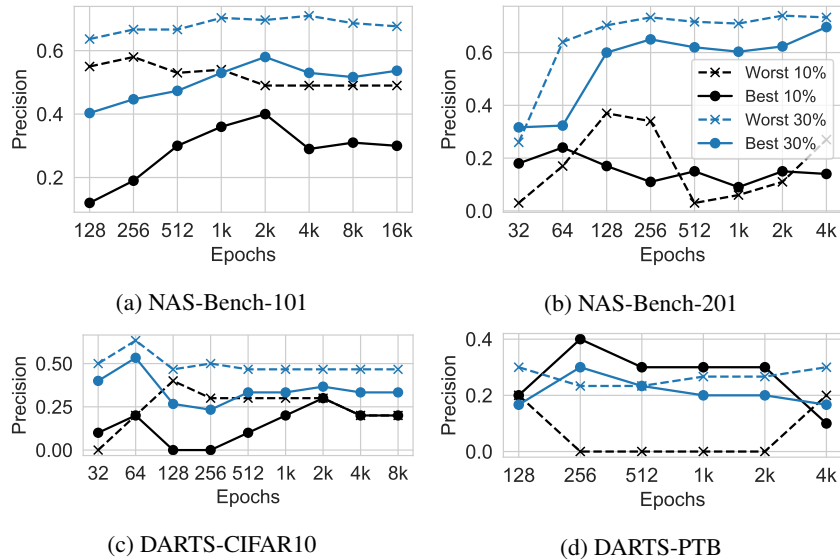 Precision
0.6
0.4
0.2
128 256 512 1k 2k 4k 8k 16k
Epochs
(a) NAS-Bench-101
Precision
0.6
0.4
0.2
0.0
Worst 10%
Best 10%
Worst 30%
Best 30%
32 64 128 256 512 1k 2k 4k
Epochs
(b) NAS-Bench-201
Precision
0.50
0.25
0.00
32 64 128 256 512 1k 2k 4k 8k
Epochs
(c) DARTS-CIFAR10
Precision
0.4
0.2
0.0
128 256 512 1k 2k 4k
Epochs
(d) DARTS-PTB